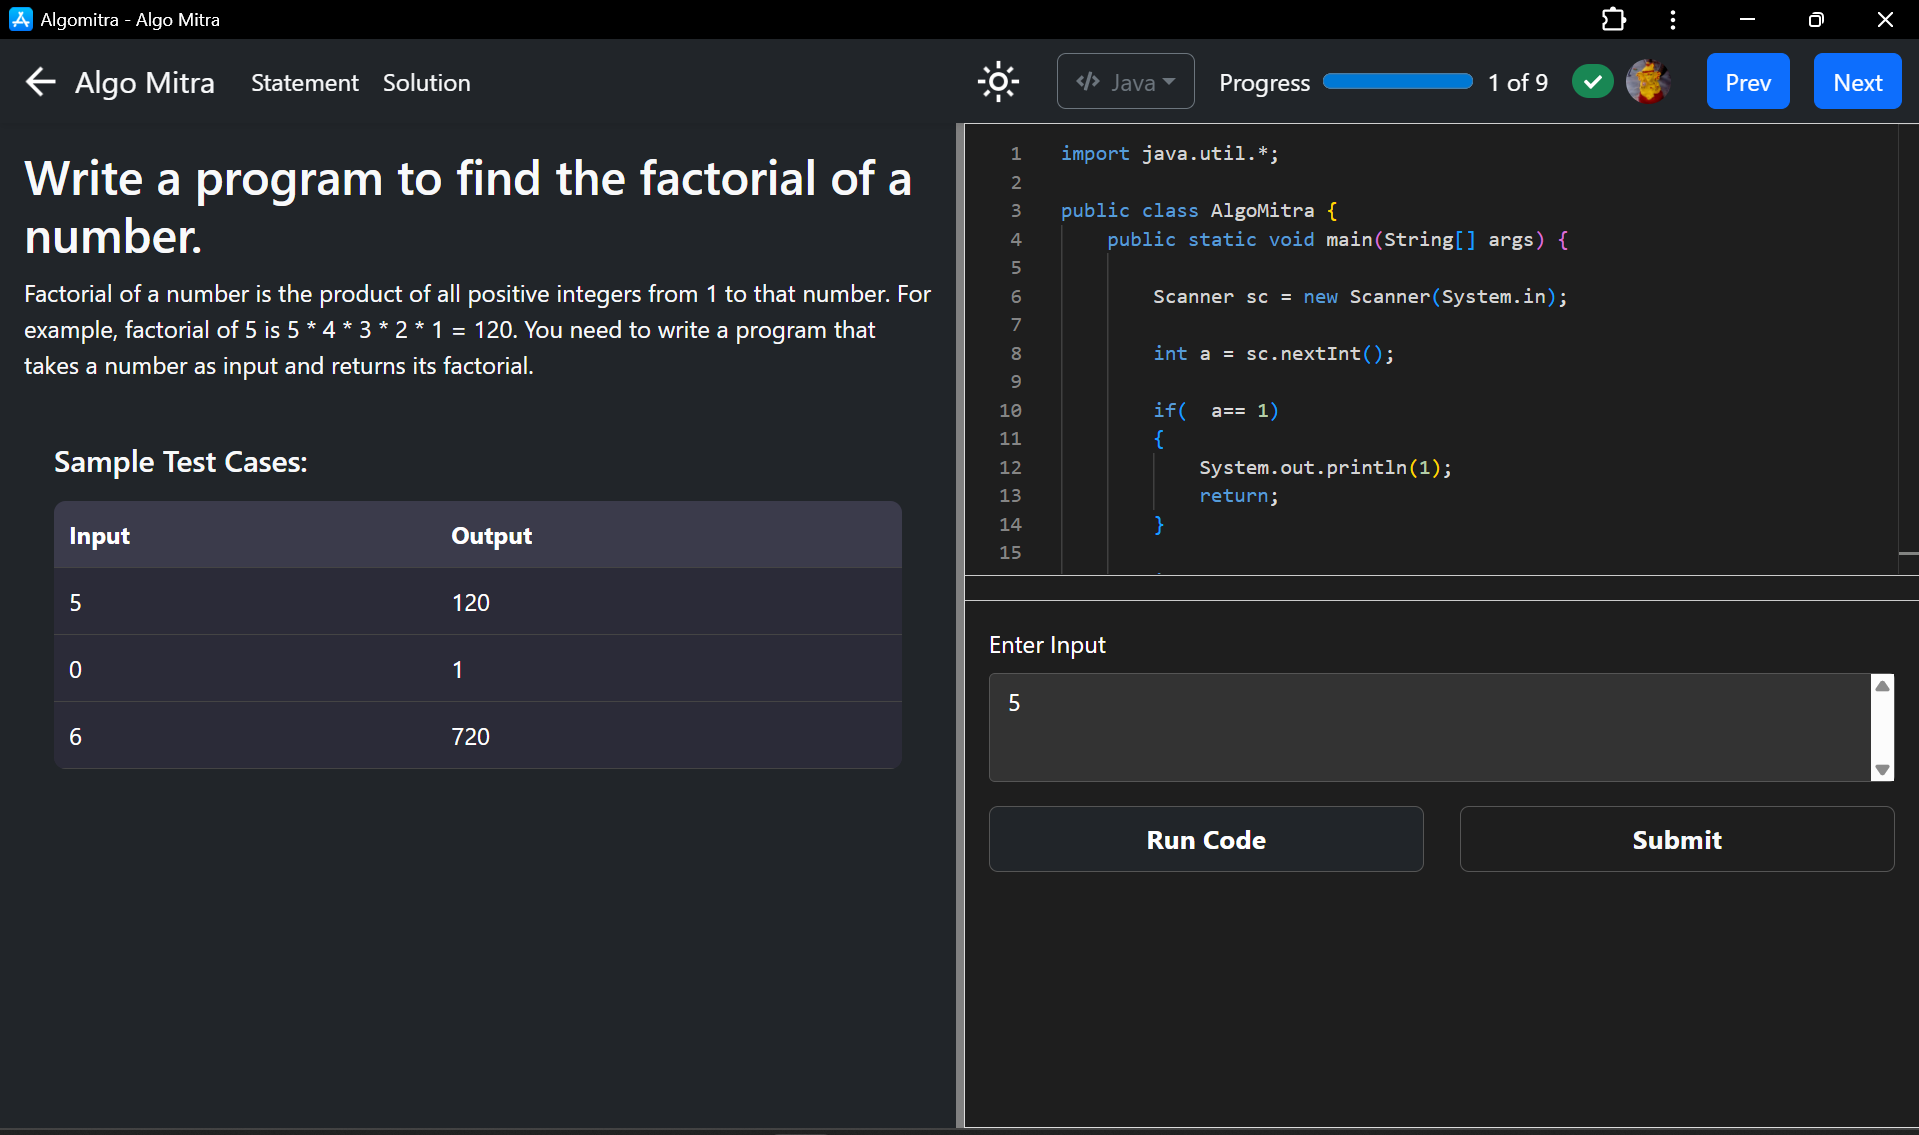 Algomitra - Algo Mitra
Algo Mitra Statement Solution </> Java Progress 1 of 9 Prev Next
Write a program to find the factorial of a
number.
Factorial of a number is the product of all positive integers from 1 to that number. For
example, factorial of 5 is 5 * 4 * 3 * 2 * 1 = 120. You need to write a program that
takes a number as input and returns its factorial.
Sample Test Cases:
Input Output
5 120
0 1
6 720
1 import java.util.*;
2
3 public class AlgoMitra {
4 public static void main(String[] args) {
5
6 Scanner sc = new Scanner(System.in);
7
8 int a = sc.nextInt();
9
10 if(  a== 1)
11 {
12 System.out.println(1);
13 return;
14 }
15
Enter Input
5
Run Code Submit